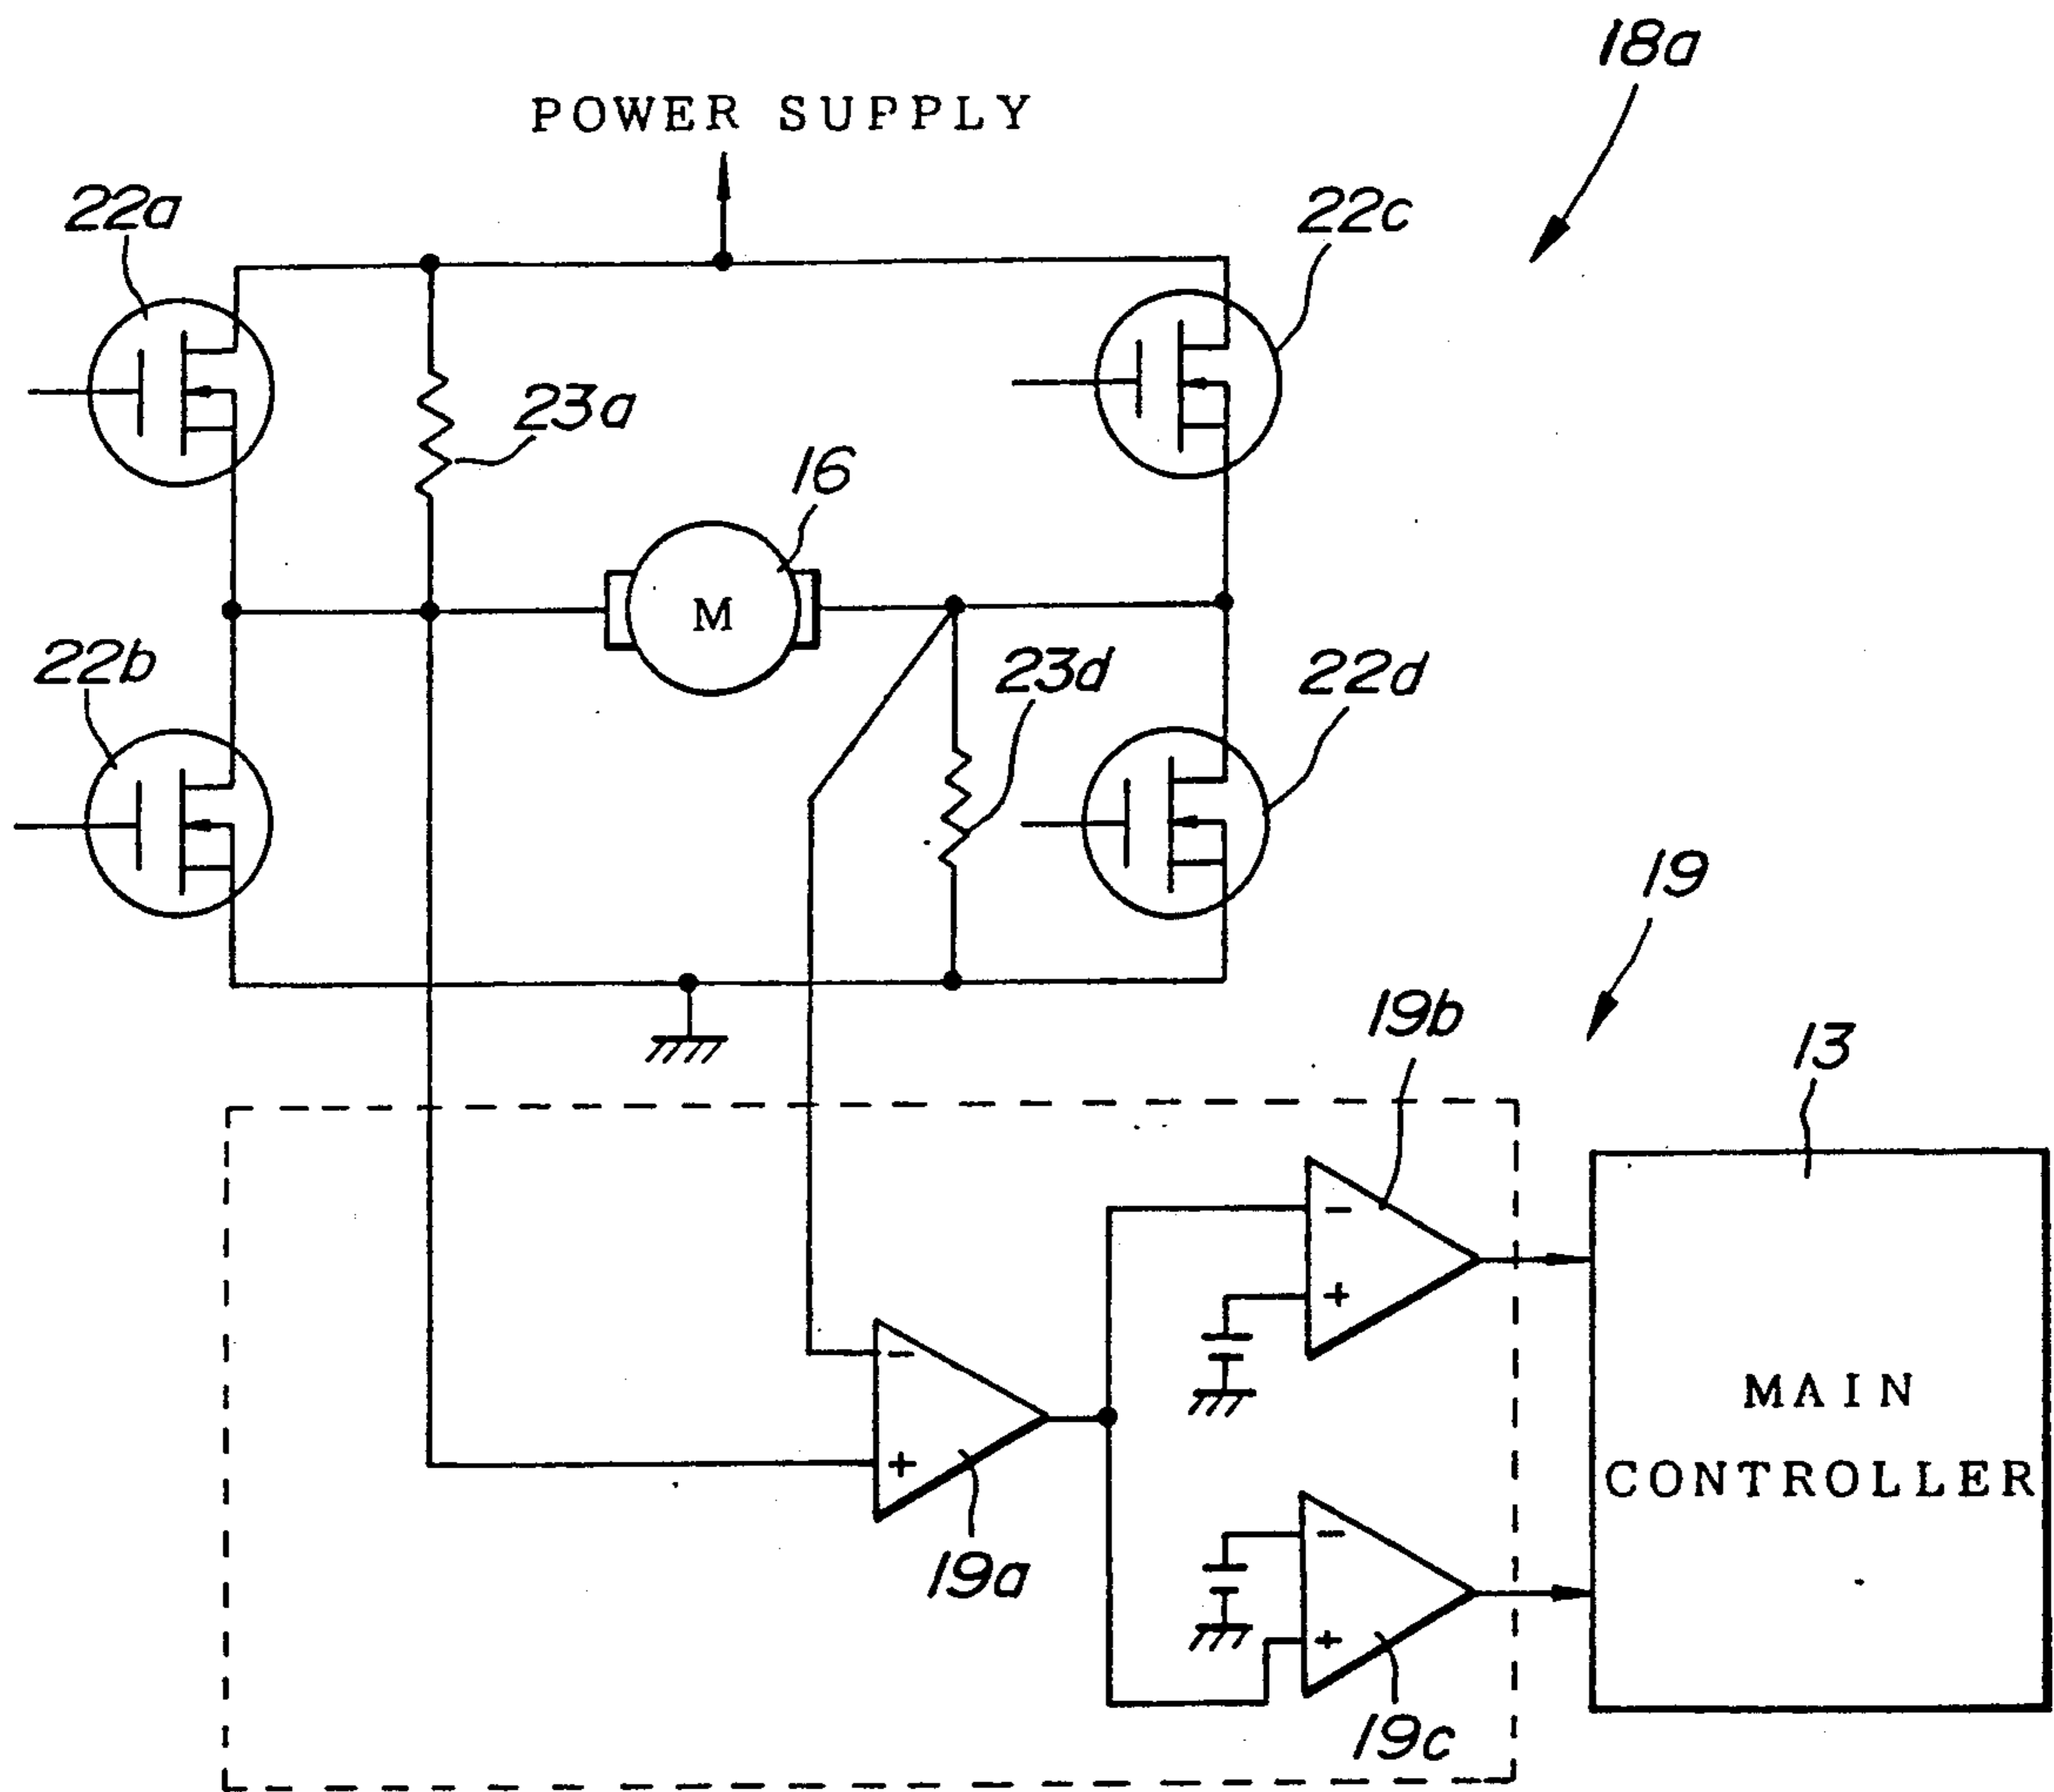 18a
POWER SUPPLY
22a
22c
23a
16
M
22b
23d
22d
19
19b
13
-
+
-
+
MAIN
CONTROLLER
-
+
19a
19c